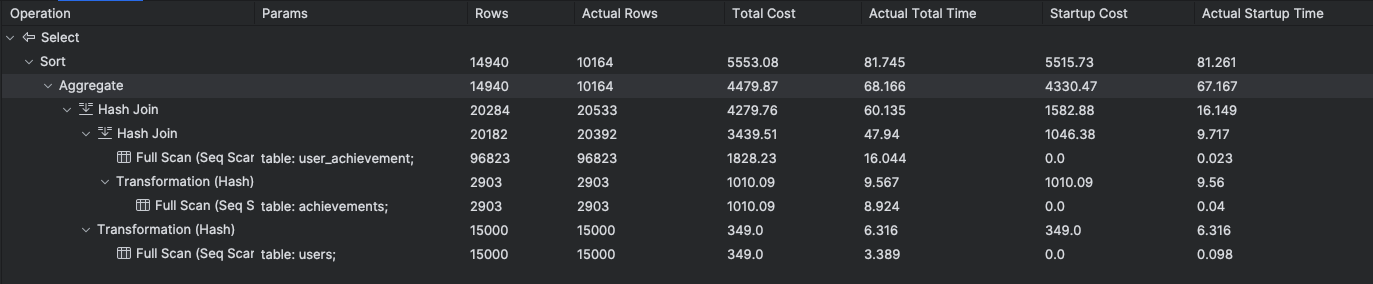 Operation Params Rows Actual Rows Total Cost Actual Total Time Startup Cost Actual Startup Time
Select
Sort 14940 10164 5553.08 81.745 5515.73 81.261
Aggregate 14940 10164 4479.87 68.166 4330.47 67.167
Hash Join 20284 20533 4279.76 60.135 1582.88 16.149
Hash Join 20182 20392 3439.51 47.94 1046.38 9.717
Full Scan (Seq Scar table: user_achievement; 96823 96823 1828.23 16.044 0.0 0.023
Transformation (Hash) 2903 2903 1010.09 9.567 1010.09 9.56
Full Scan (Seq S table: achievements; 2903 2903 1010.09 8.924 0.0 0.04
Transformation (Hash) 15000 15000 349.0 6.316 349.0 6.316
Full Scan (Seq Scar table: users; 15000 15000 349.0 3.389 0.0 0.098